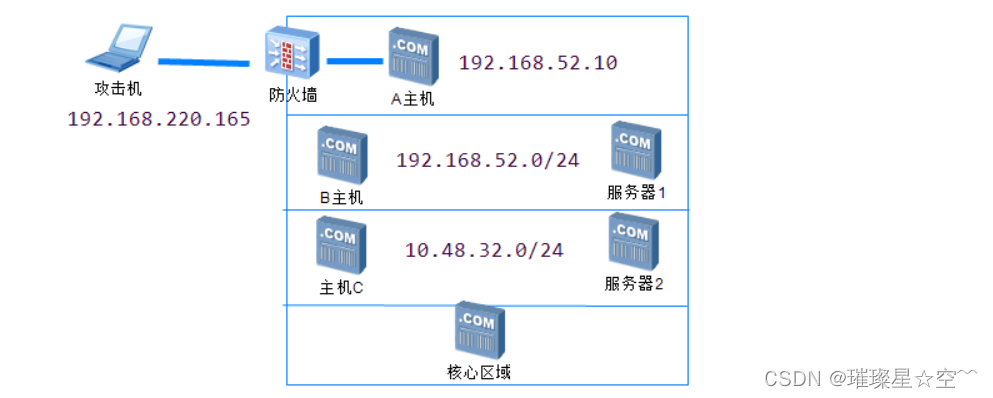 .COM
192.168.52.10
攻击机
防火墙
A主机
192.168.220.165
.COM
192.168.52.0/24
.COM
B主机
服务器1
.COM
10.48.32.0/24
.COM
主机C
服务器2
.COM
核心区域
CSDN @璀璨星☆空﹌